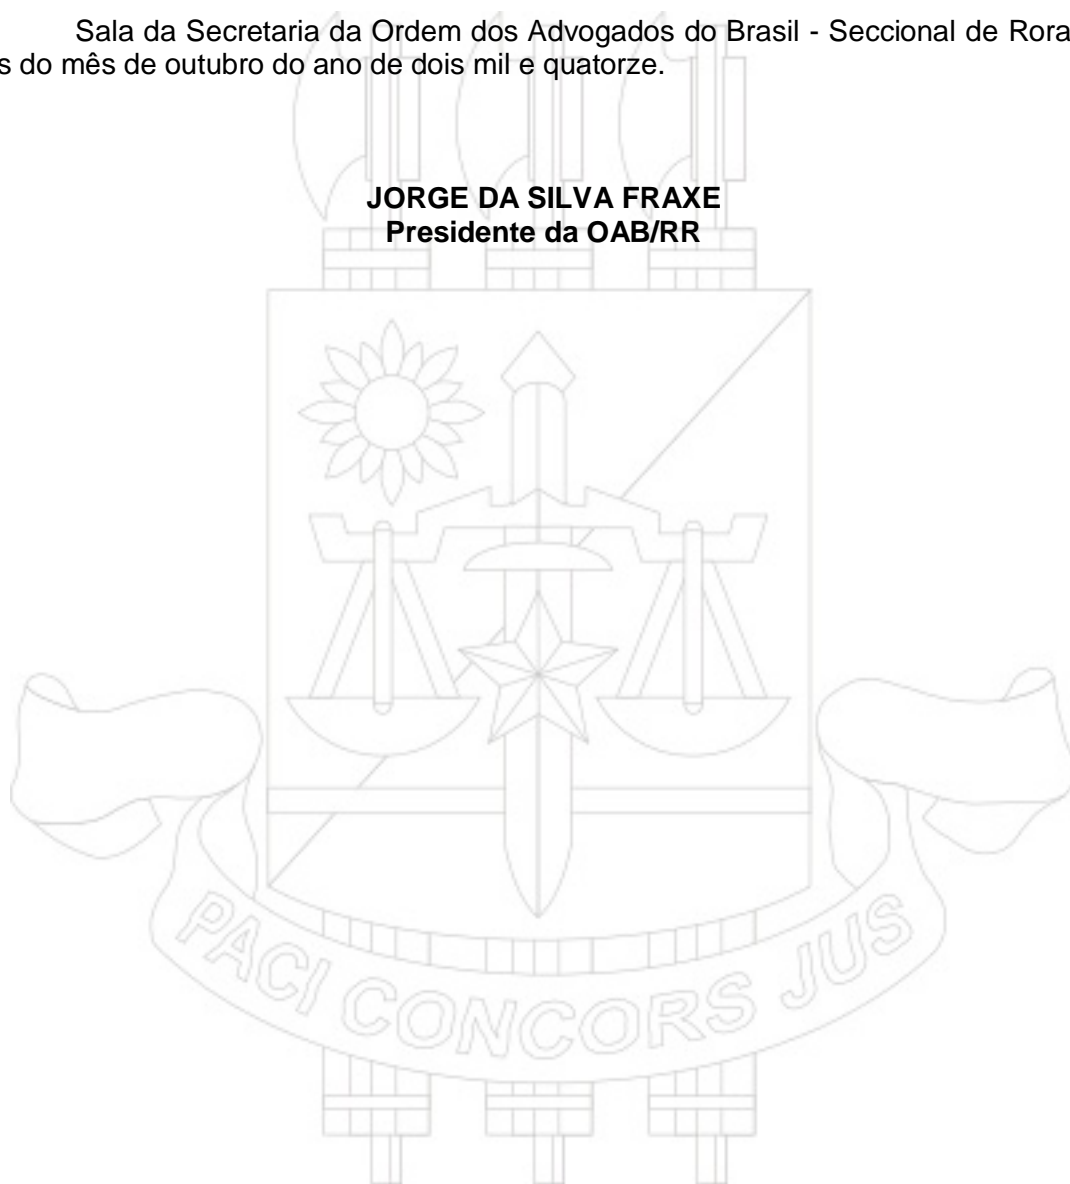 Sala da Secretaria da Ordem dos Advogados do Brasil - Seccional de Rora
s do mês de outubro do ano de dois mil e quatorze.
JORGE DA SILVA FRAXE
Presidente da OAB/RR
PACI CONCORS JUS